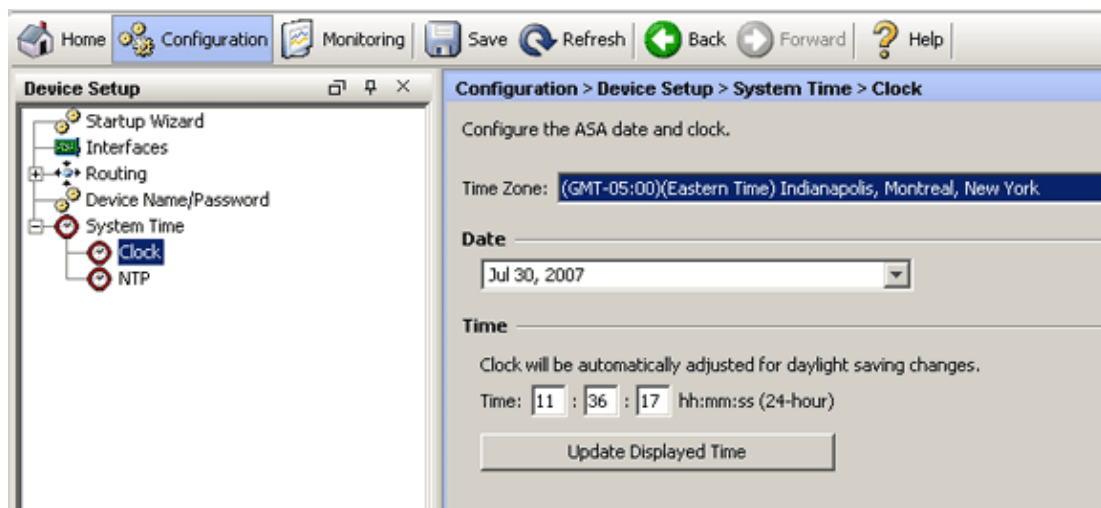 Home Configuration Monitoring Save Refresh Back Forward Help
Device Setup
Startup Wizard
Interfaces
Routing
Device Name/Password
System Time
Clock
NTP
Configuration > Device Setup > System Time > Clock
Configure the ASA date and clock.
Time Zone: (GMT-05:00)(Eastern Time) Indianapolis, Montreal, New York
Date
Jul 30, 2007
Time
Clock will be automatically adjusted for daylight saving changes.
Time: 11 : 36 : 17 hh:mm:ss (24-hour)
Update Displayed Time